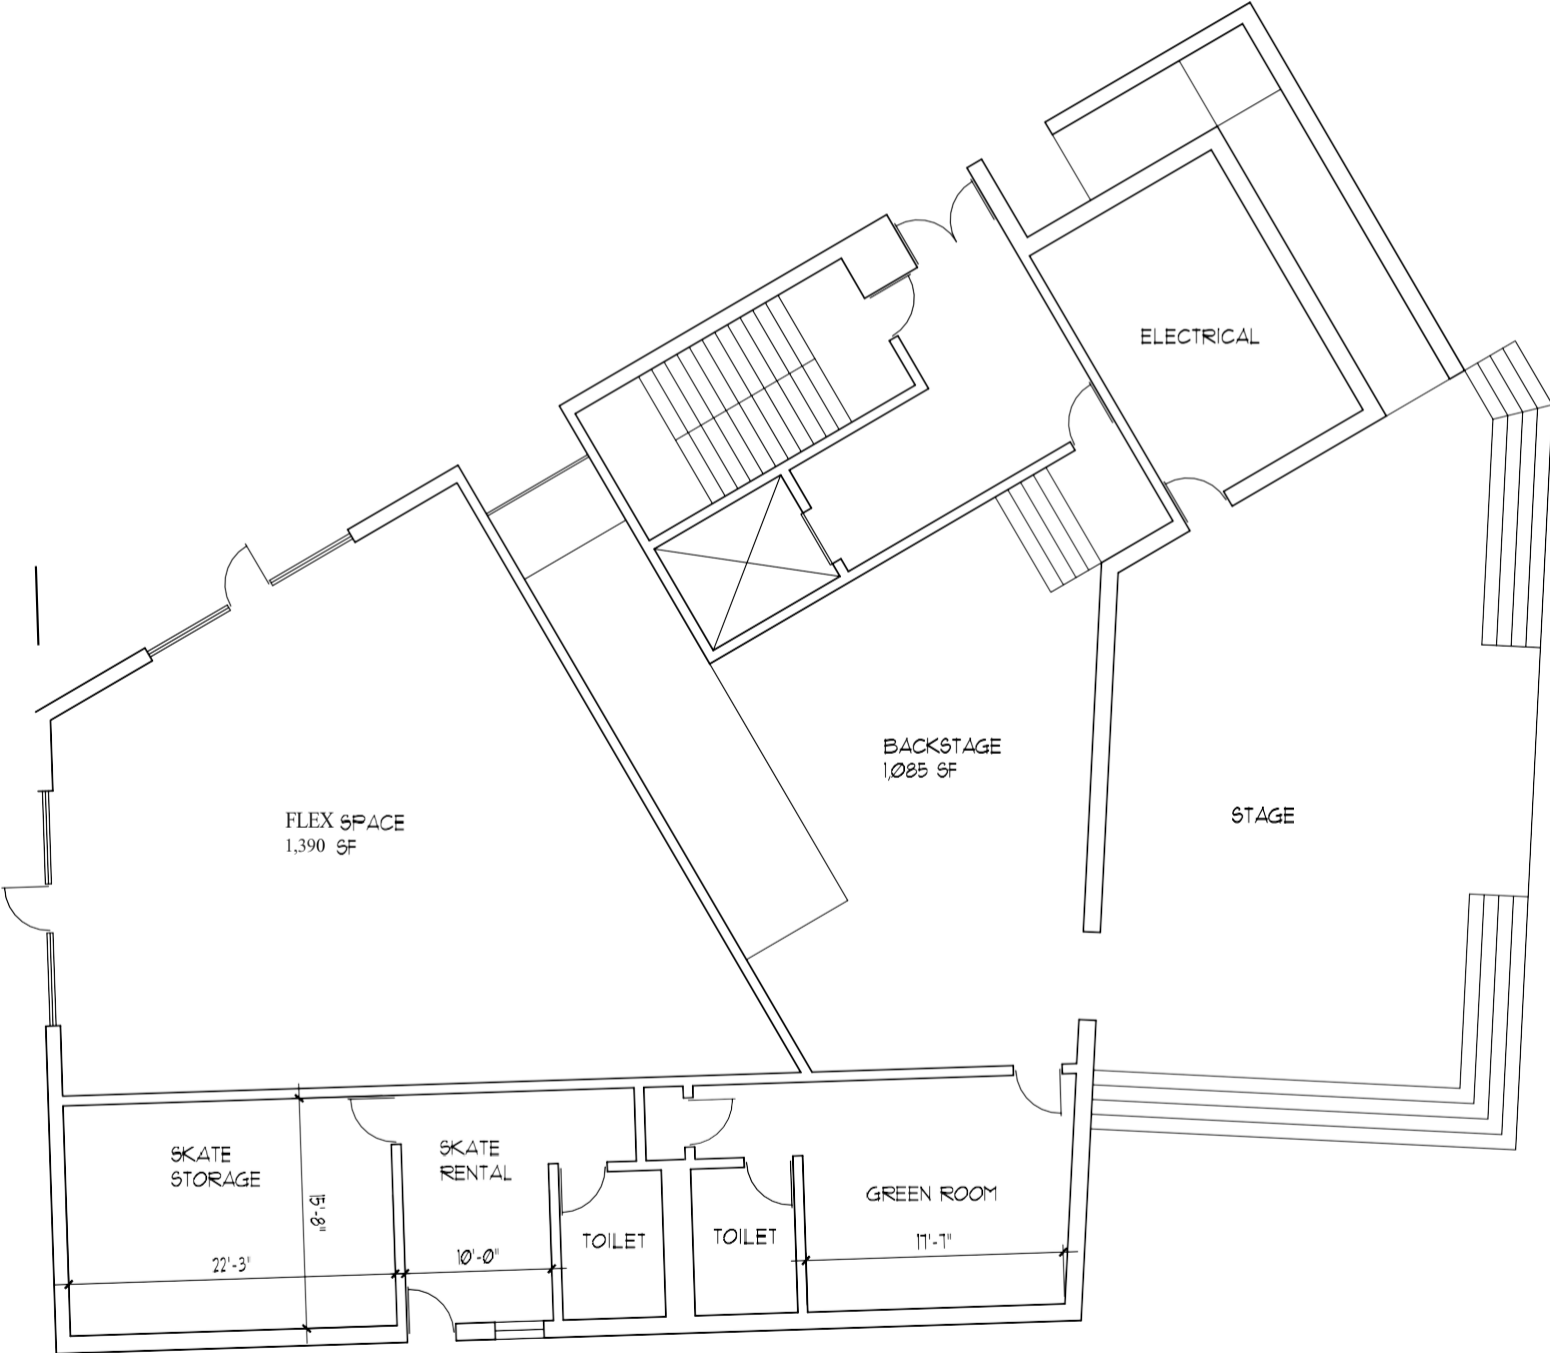 ELECTRICAL
BACKSTAGE
1,085 SF
FLEX SPACE
1,390 SF
STAGE
SKATE
STORAGE
SKATE
RENTAL
15'-8"
GREEN ROOM
TOILET
TOILET
22'-3"
10'-0"
17'-7"